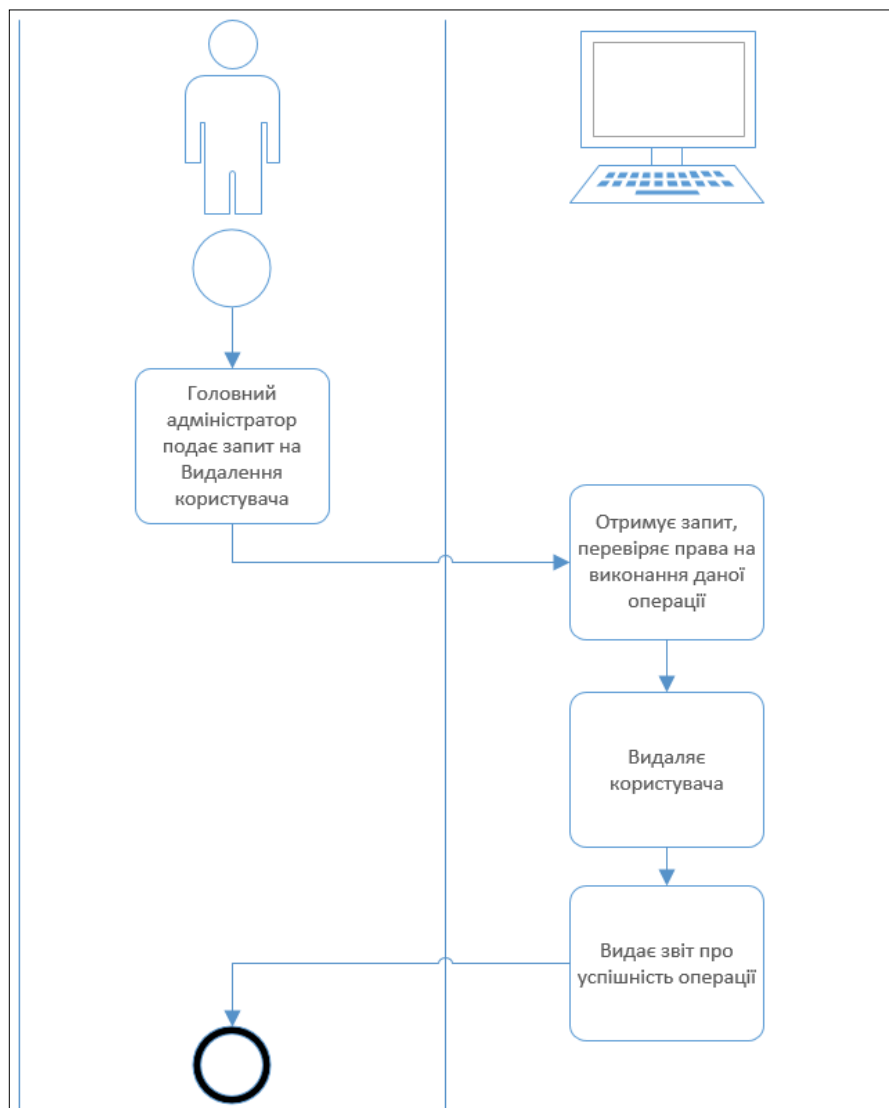 Головний
адміністратор
подає запит на
Видалення
користувача
Отримує запит,
перевіряє права на
виконання даної
операції
Видаляє
користувача
Видає звіт про
успішність операції